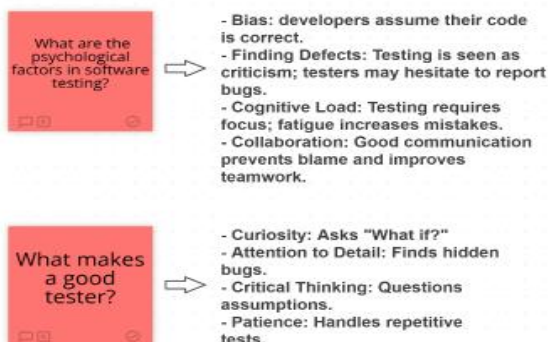 What are the
psychological
factors in software
testing?
- Bias: developers assume their code
is correct.
- Finding Defects: Testing is seen as
criticism; testers may hesitate to report
bugs.
- Cognitive Load: Testing requires
focus; fatigue increases mistakes.
- Collaboration: Good communication
prevents blame and improves
teamwork.
What makes
a good
tester?
- Curiosity: Asks "What if?"
- Attention to Detail: Finds hidden
bugs.
- Critical Thinking: Questions
assumptions.
- Patience: Handles repetitive
tests.